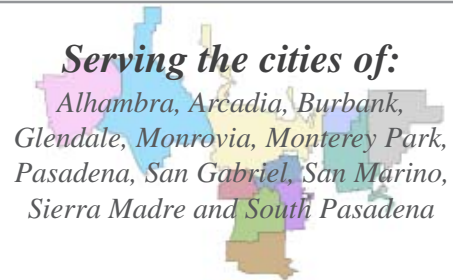 Serving the cities of:
Alhambra, Arcadia, Burbank,
Glendale, Monrovia, Monterey Park,
Pasadena, San Gabriel, San Marino,
Sierra Madre and South Pasadena